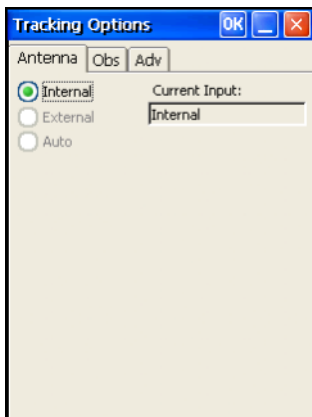 Tracking Options OK
Antenna Obs Adv
Internal Current Input:
External Internal
Auto